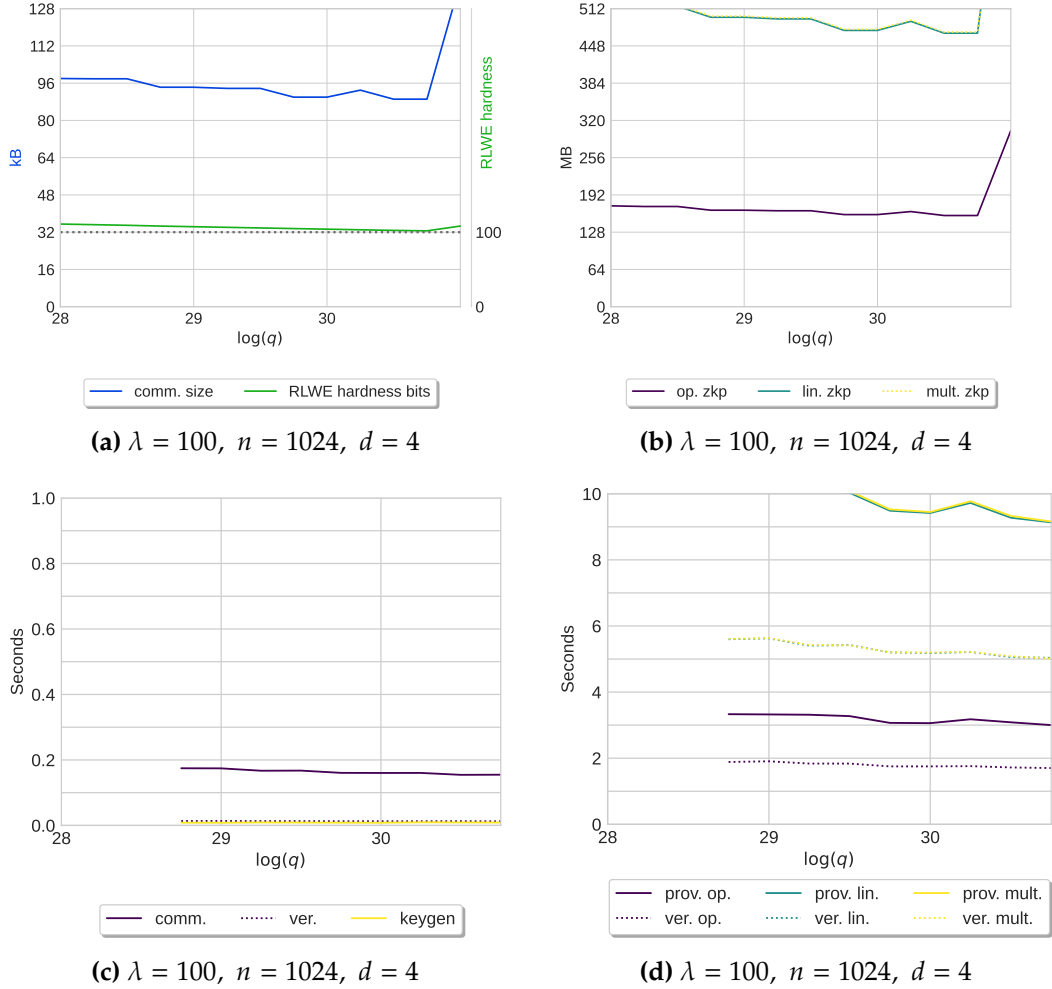 128
112
96
80
64
48
32
16
0
kB
28
29
30
log(q)
RLWE hardness
100
0
comm. size
RLWE hardness bits
(a) λ = 100, n = 1024, d = 4
512
448
384
320
256
192
128
64
0
MB
28
29
30
log(q)
op. zkp
lin. zkp
mult. zkp
(b) λ = 100, n = 1024, d = 4
1.0
0.8
0.6
0.4
0.2
0.0
Seconds
28
29
30
log(q)
comm.
ver.
keygen
(c) λ = 100, n = 1024, d = 4
10
8
6
4
2
0
Seconds
28
29
30
log(q)
prov. op.
prov. lin.
prov. mult.
ver. op.
ver. lin.
ver. mult.
(d) λ = 100, n = 1024, d = 4